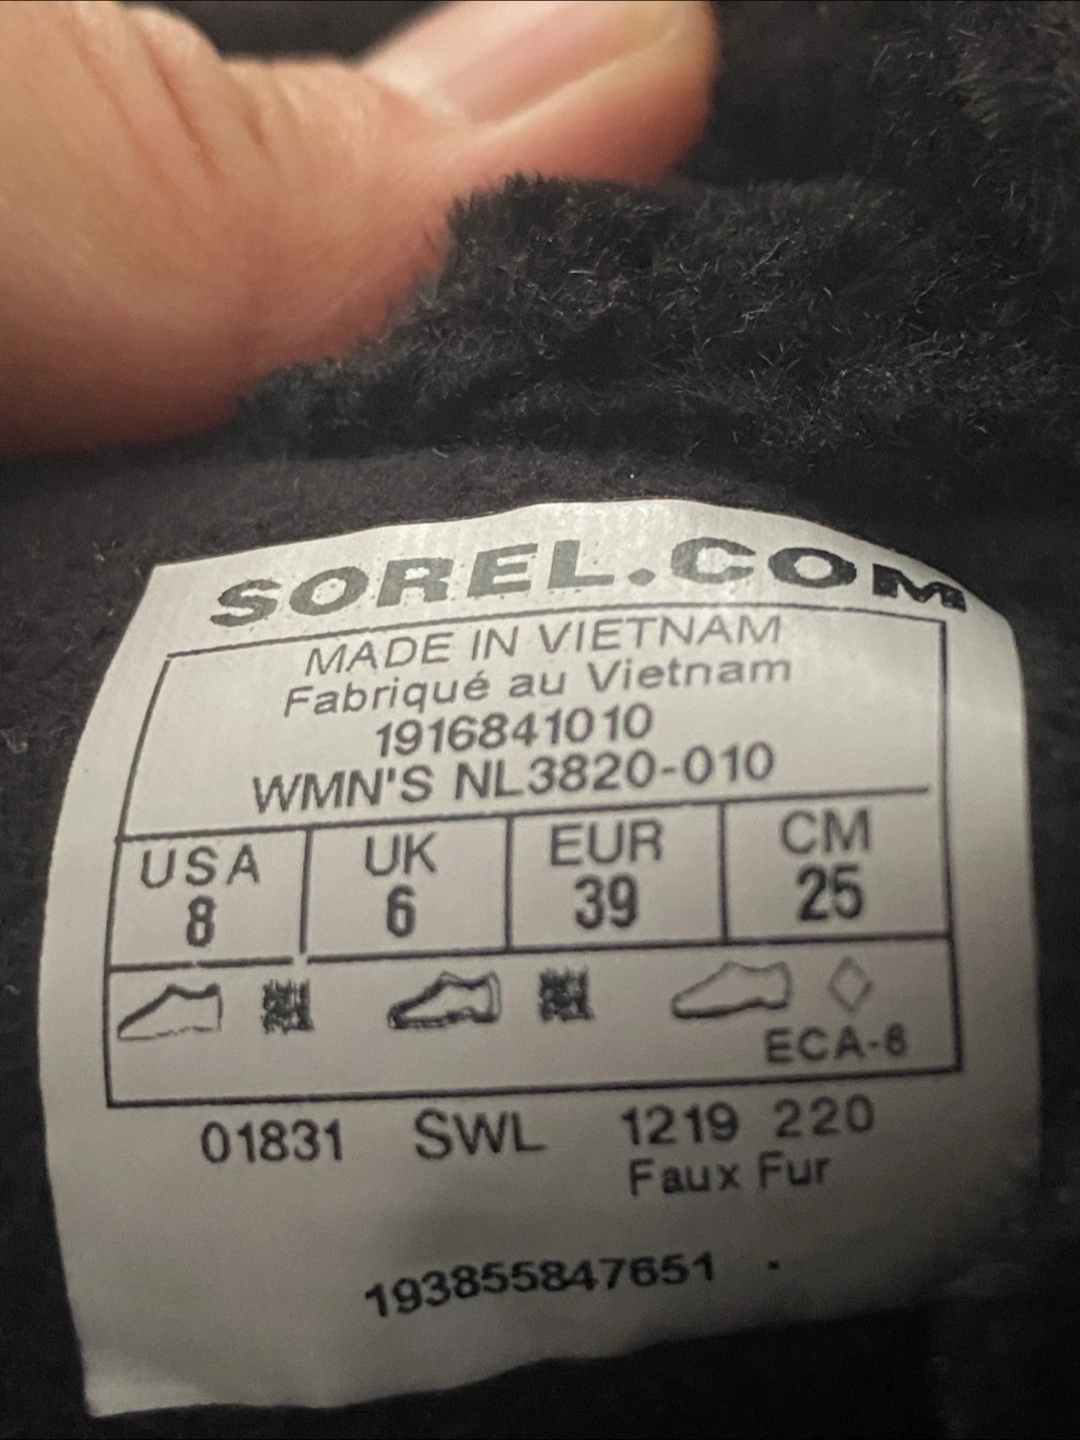 SOREL.COM
MADE IN VIETNAM
Fabriqué au Vietnam
1916841010
WMN'S NL3820-010
USA UK EUR CM
8 6 39 25
ECA-6
01831 SWL 1219 220
Faux Fur
193855847651